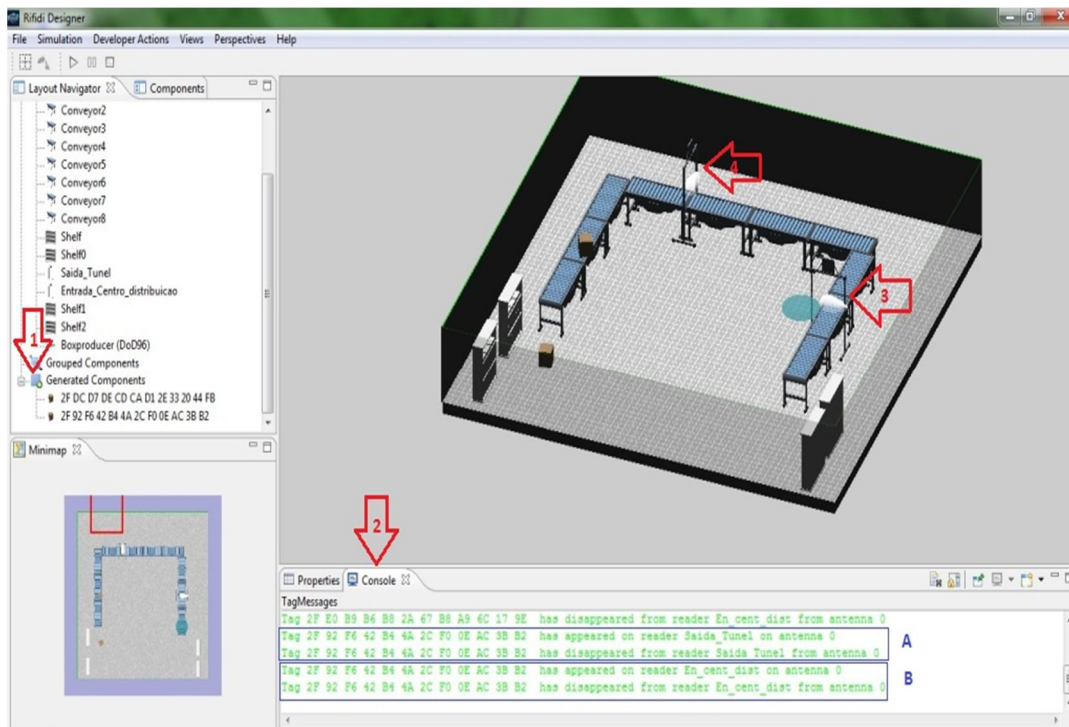 Rifidi Designer
File Simulation Developer Actions Views Perspectives Help
Layout Navigator
Components
Conveyor2
Conveyor3
Conveyor4
Conveyor5
Conveyor6
Conveyor7
Conveyor8
Shelf
Shelf0
Saida_Tunel
Entrada_Centro_distribuicao
Shelf1
Shelf2
Boxproducer (DoD96)
Grouped Components
Generated Components
2F DC D7 DE CD CA D1 2E 33 20 44 FB
2F 92 F6 42 B4 4A 2C F0 0E AC 3B B2
1
Minimap
4
3
2
Properties
Console
TagMessages
Tag 2F E0 B9 B6 B8 2A 67 B8 A9 6C 17 9E has disappeared from reader En_cent_dist from antenna 0
Tag 2F 92 F6 42 B4 4A 2C F0 0E AC 3B B2 has appeared on reader Saida_Tunel on antenna 0
Tag 2F 92 F6 42 B4 4A 2C F0 0E AC 3B B2 has disappeared from reader Saida_Tunel from antenna 0
A
Tag 2F 92 F6 42 B4 4A 2C F0 0E AC 3B B2 has appeared on reader En_cent_dist on antenna 0
Tag 2F 92 F6 42 B4 4A 2C F0 0E AC 3B B2 has disappeared from reader En_cent_dist from antenna 0
B